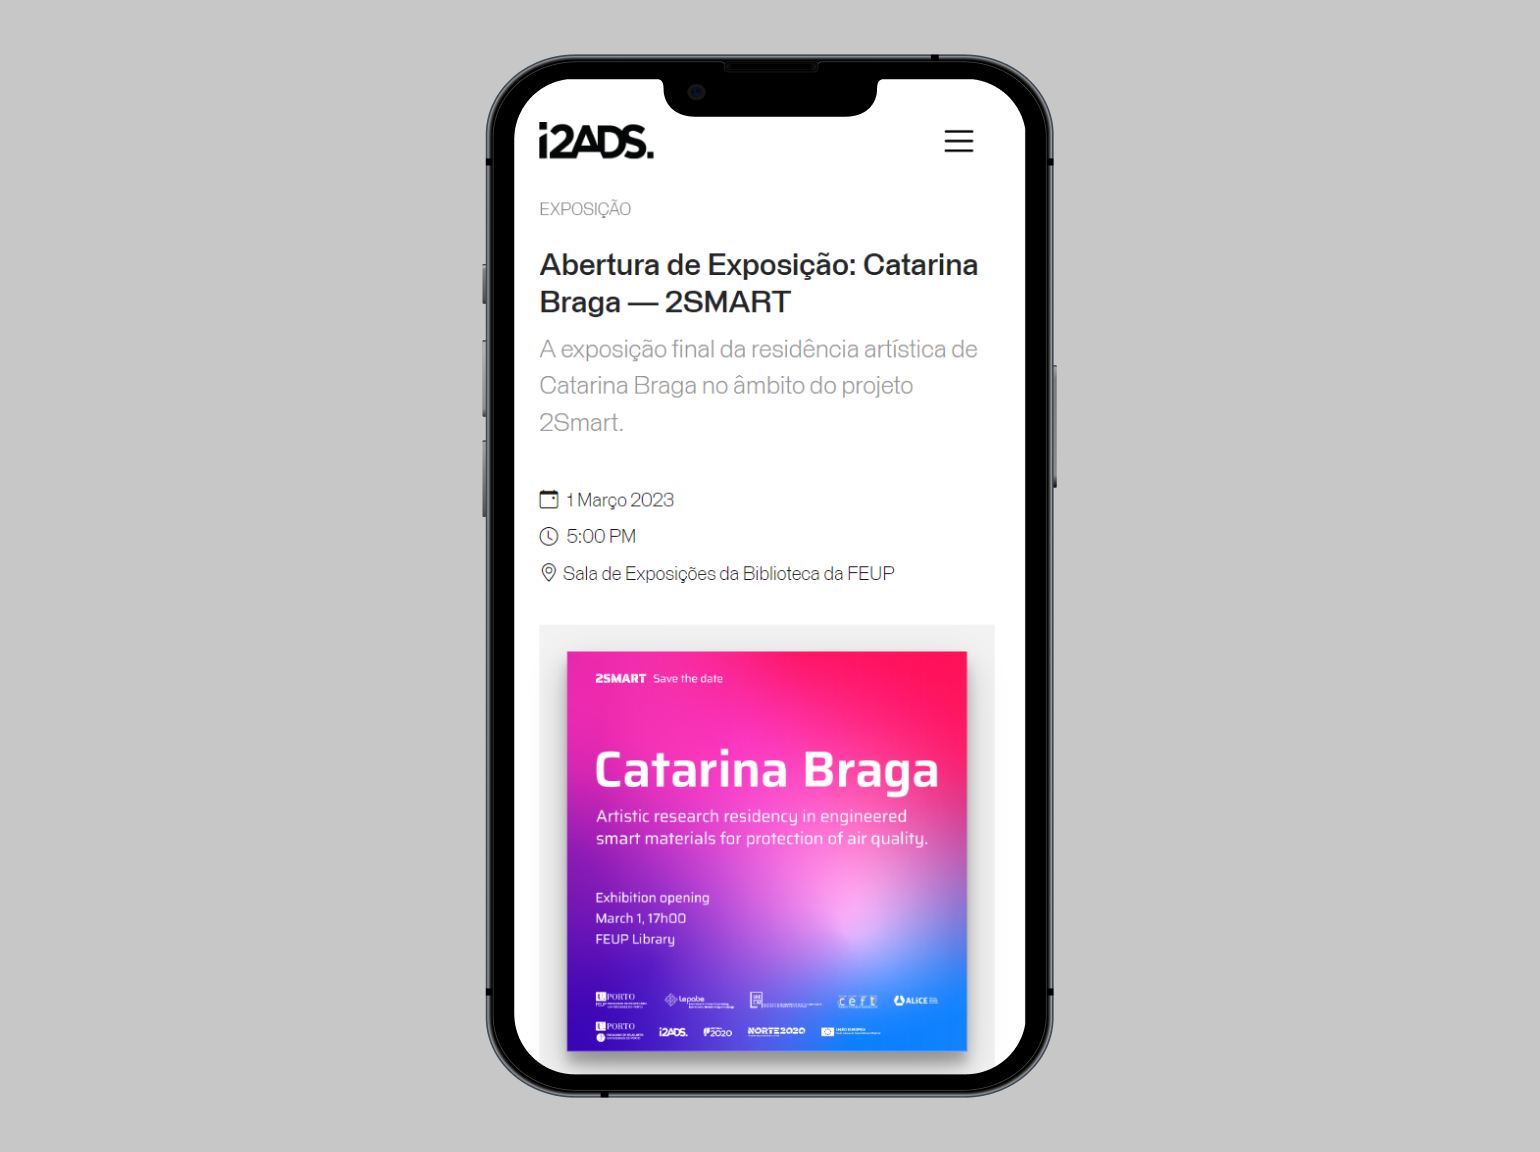 i2ADS.
EXPOSIÇÃO
Abertura de Exposição: Catarina
Braga — 2SMART
A exposição final da residência artística de
Catarina Braga no âmbito do projeto
2Smart.
1 Março 2023
5:00 PM
Sala de Exposições da Biblioteca da FEUP
2SMART Save the date
Catarina Braga
Artistic research residency in engineered
smart materials for protection of air quality.
Exhibition opening
March 1, 17h00
FEUP Library
U.PORTO lepabe ceft ALiCE
U.PORTO i2ADS. 2020 NORTE2020 UNIÃO EUROPEIA